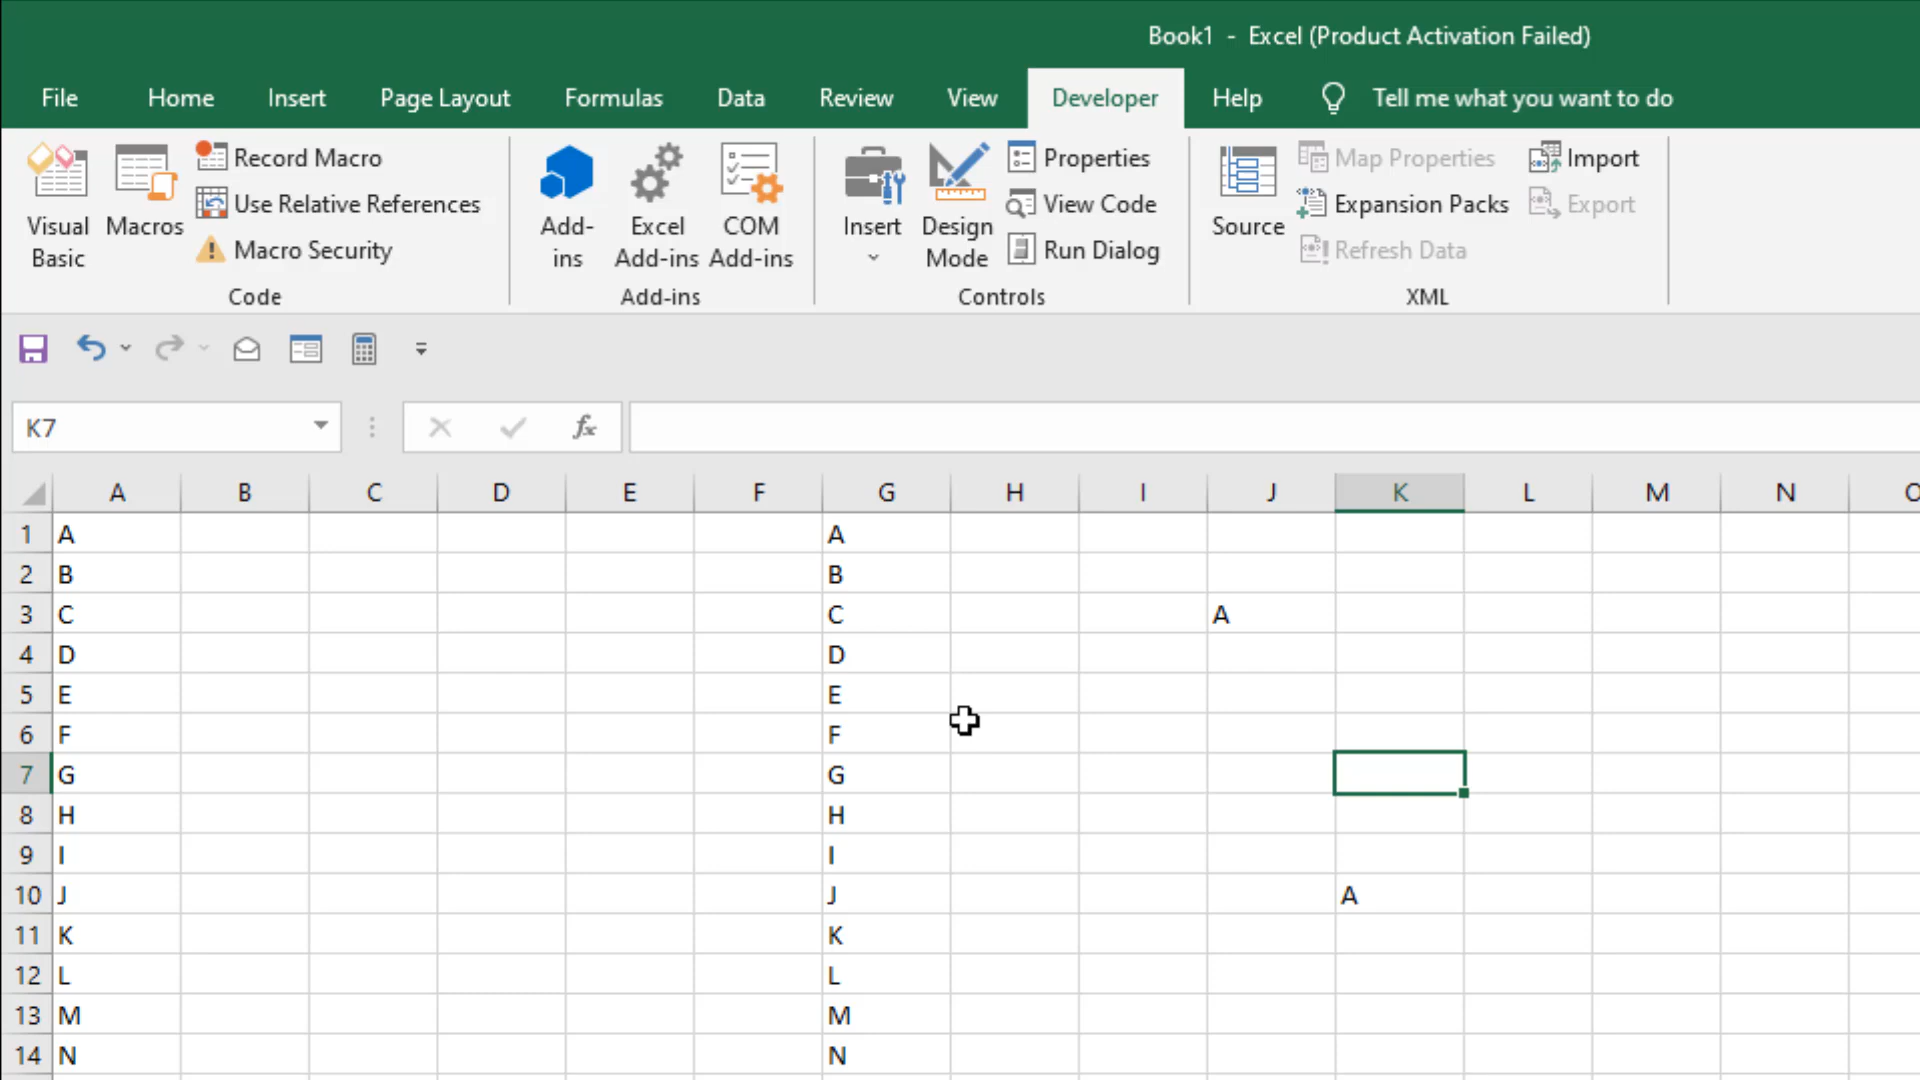 Book1 - Excel (Product Activation Failed)
File Home Insert Page Layout Formulas Data Review View Developer Help Tell me what you want to do
Visual Basic
Macros
Record Macro
Use Relative References
Macro Security
Code
Add-ins
Excel Add-ins
COM Add-ins
Add-ins
Insert
Design Mode
Properties
View Code
Run Dialog
Controls
Source
Map Properties
Expansion Packs
Refresh Data
Import
Export
XML
K7 fx
A B C D E F G H I J K L M N O
1 A A
2 B B
3 C C A
4 D D
5 E E
6 F F
7 G G
8 H H
9 I I
10 J J A
11 K K
12 L L
13 M M
14 N N